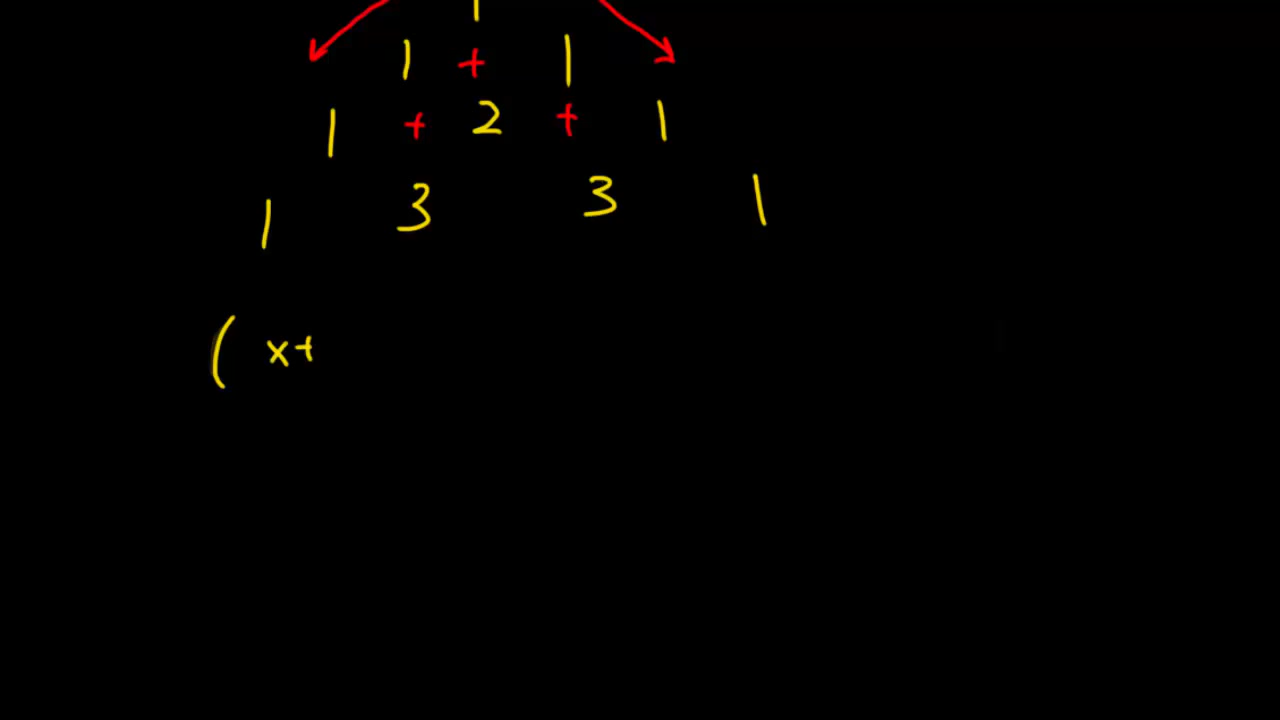 1
1 + 1
1 + 2 + 1
1 3 3 1
( x+